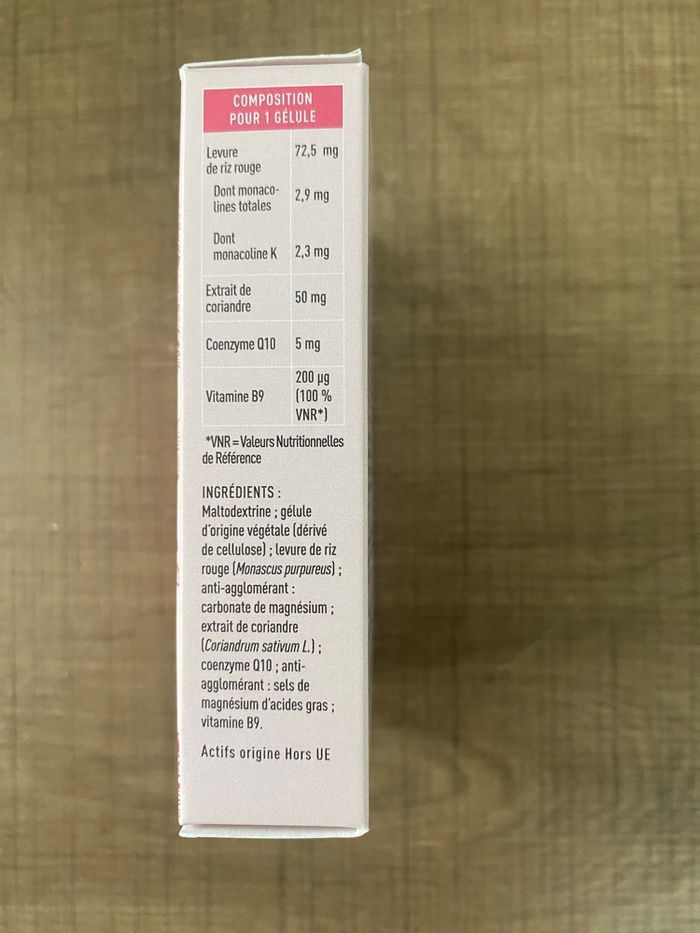 COMPOSITION
POUR 1 GÉLULE
Levure
de riz rouge
72,5 mg
Dont monaco-
lines totales
2,9 mg
Dont
monacoline K
2,3 mg
Extrait de
coriandre
50 mg
Coenzyme Q10
5 mg
Vitamine B9
200 µg
(100 %
VNR*)
*VNR = Valeurs Nutritionnelles
de Référence
INGRÉDIENTS :
Maltodextrine ; gélule
d'origine végétale (dérivé
de cellulose) ; levure de riz
rouge (Monascus purpureus) ;
anti-agglomérant :
carbonate de magnésium ;
extrait de coriandre
(Coriandrum sativum L.) ;
coenzyme Q10 ; anti-
agglomérant : sels de
magnésium d'acides gras ;
vitamine B9.
Actifs origine Hors UE